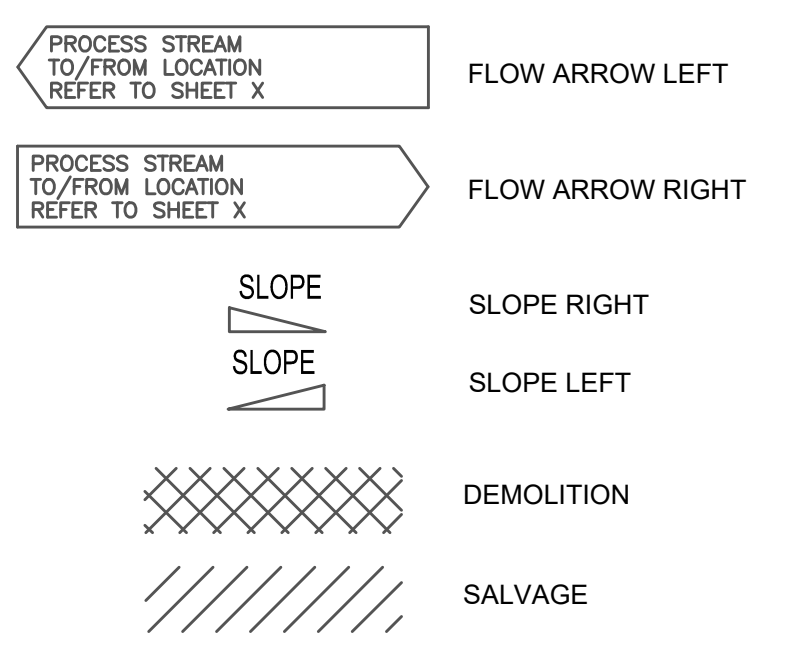 PROCESS STREAM
TO/FROM LOCATION
REFER TO SHEET X
FLOW ARROW LEFT
PROCESS STREAM
TO/FROM LOCATION
REFER TO SHEET X
FLOW ARROW RIGHT
SLOPE
SLOPE RIGHT
SLOPE
SLOPE LEFT
DEMOLITION
SALVAGE